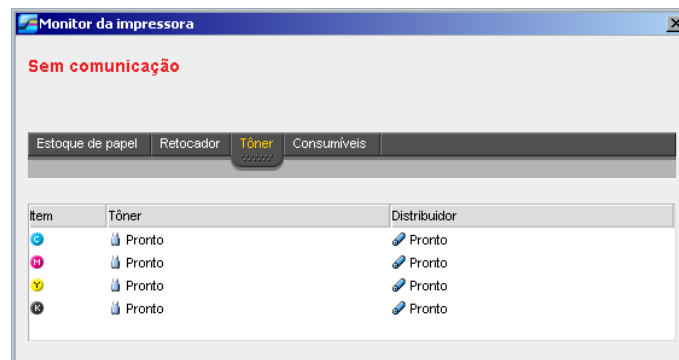 Monitor da impressora
Sem comunicação
Estoque de papel Retocador Tôner Consumíveis
Item Tôner Distribuidor
C Pronto Pronto
M Pronto Pronto
Y Pronto Pronto
K Pronto Pronto